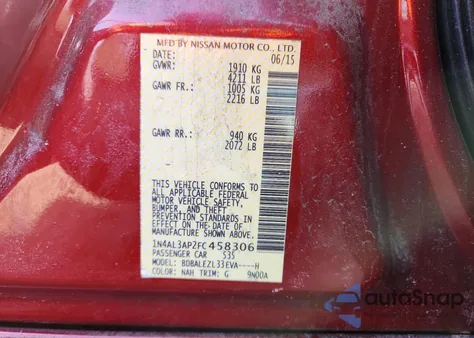 MFD BY NISSAN MOTOR CO., LTD.
DATE: 06/15
GVWR: 1910 KG
4211 LB
GAWR FR.: 1005 KG
2216 LB
GAWR RR.: 940 KG
2072 LB
THIS VEHICLE CONFORMS TO
ALL APPLICABLE FEDERAL
MOTOR VEHICLE SAFETY,
BUMPER, AND THEFT
PREVENTION STANDARDS
IN EFFECT ON THE DATE OF
MANUFACTURE SHOWN ABOVE.
1N4AL3AP2FC458306
PASSENGER CAR 535
MODEL: BDBALEZL33EVA----H
COLOR: NAH TRIM: G 9N00A
autoSnap